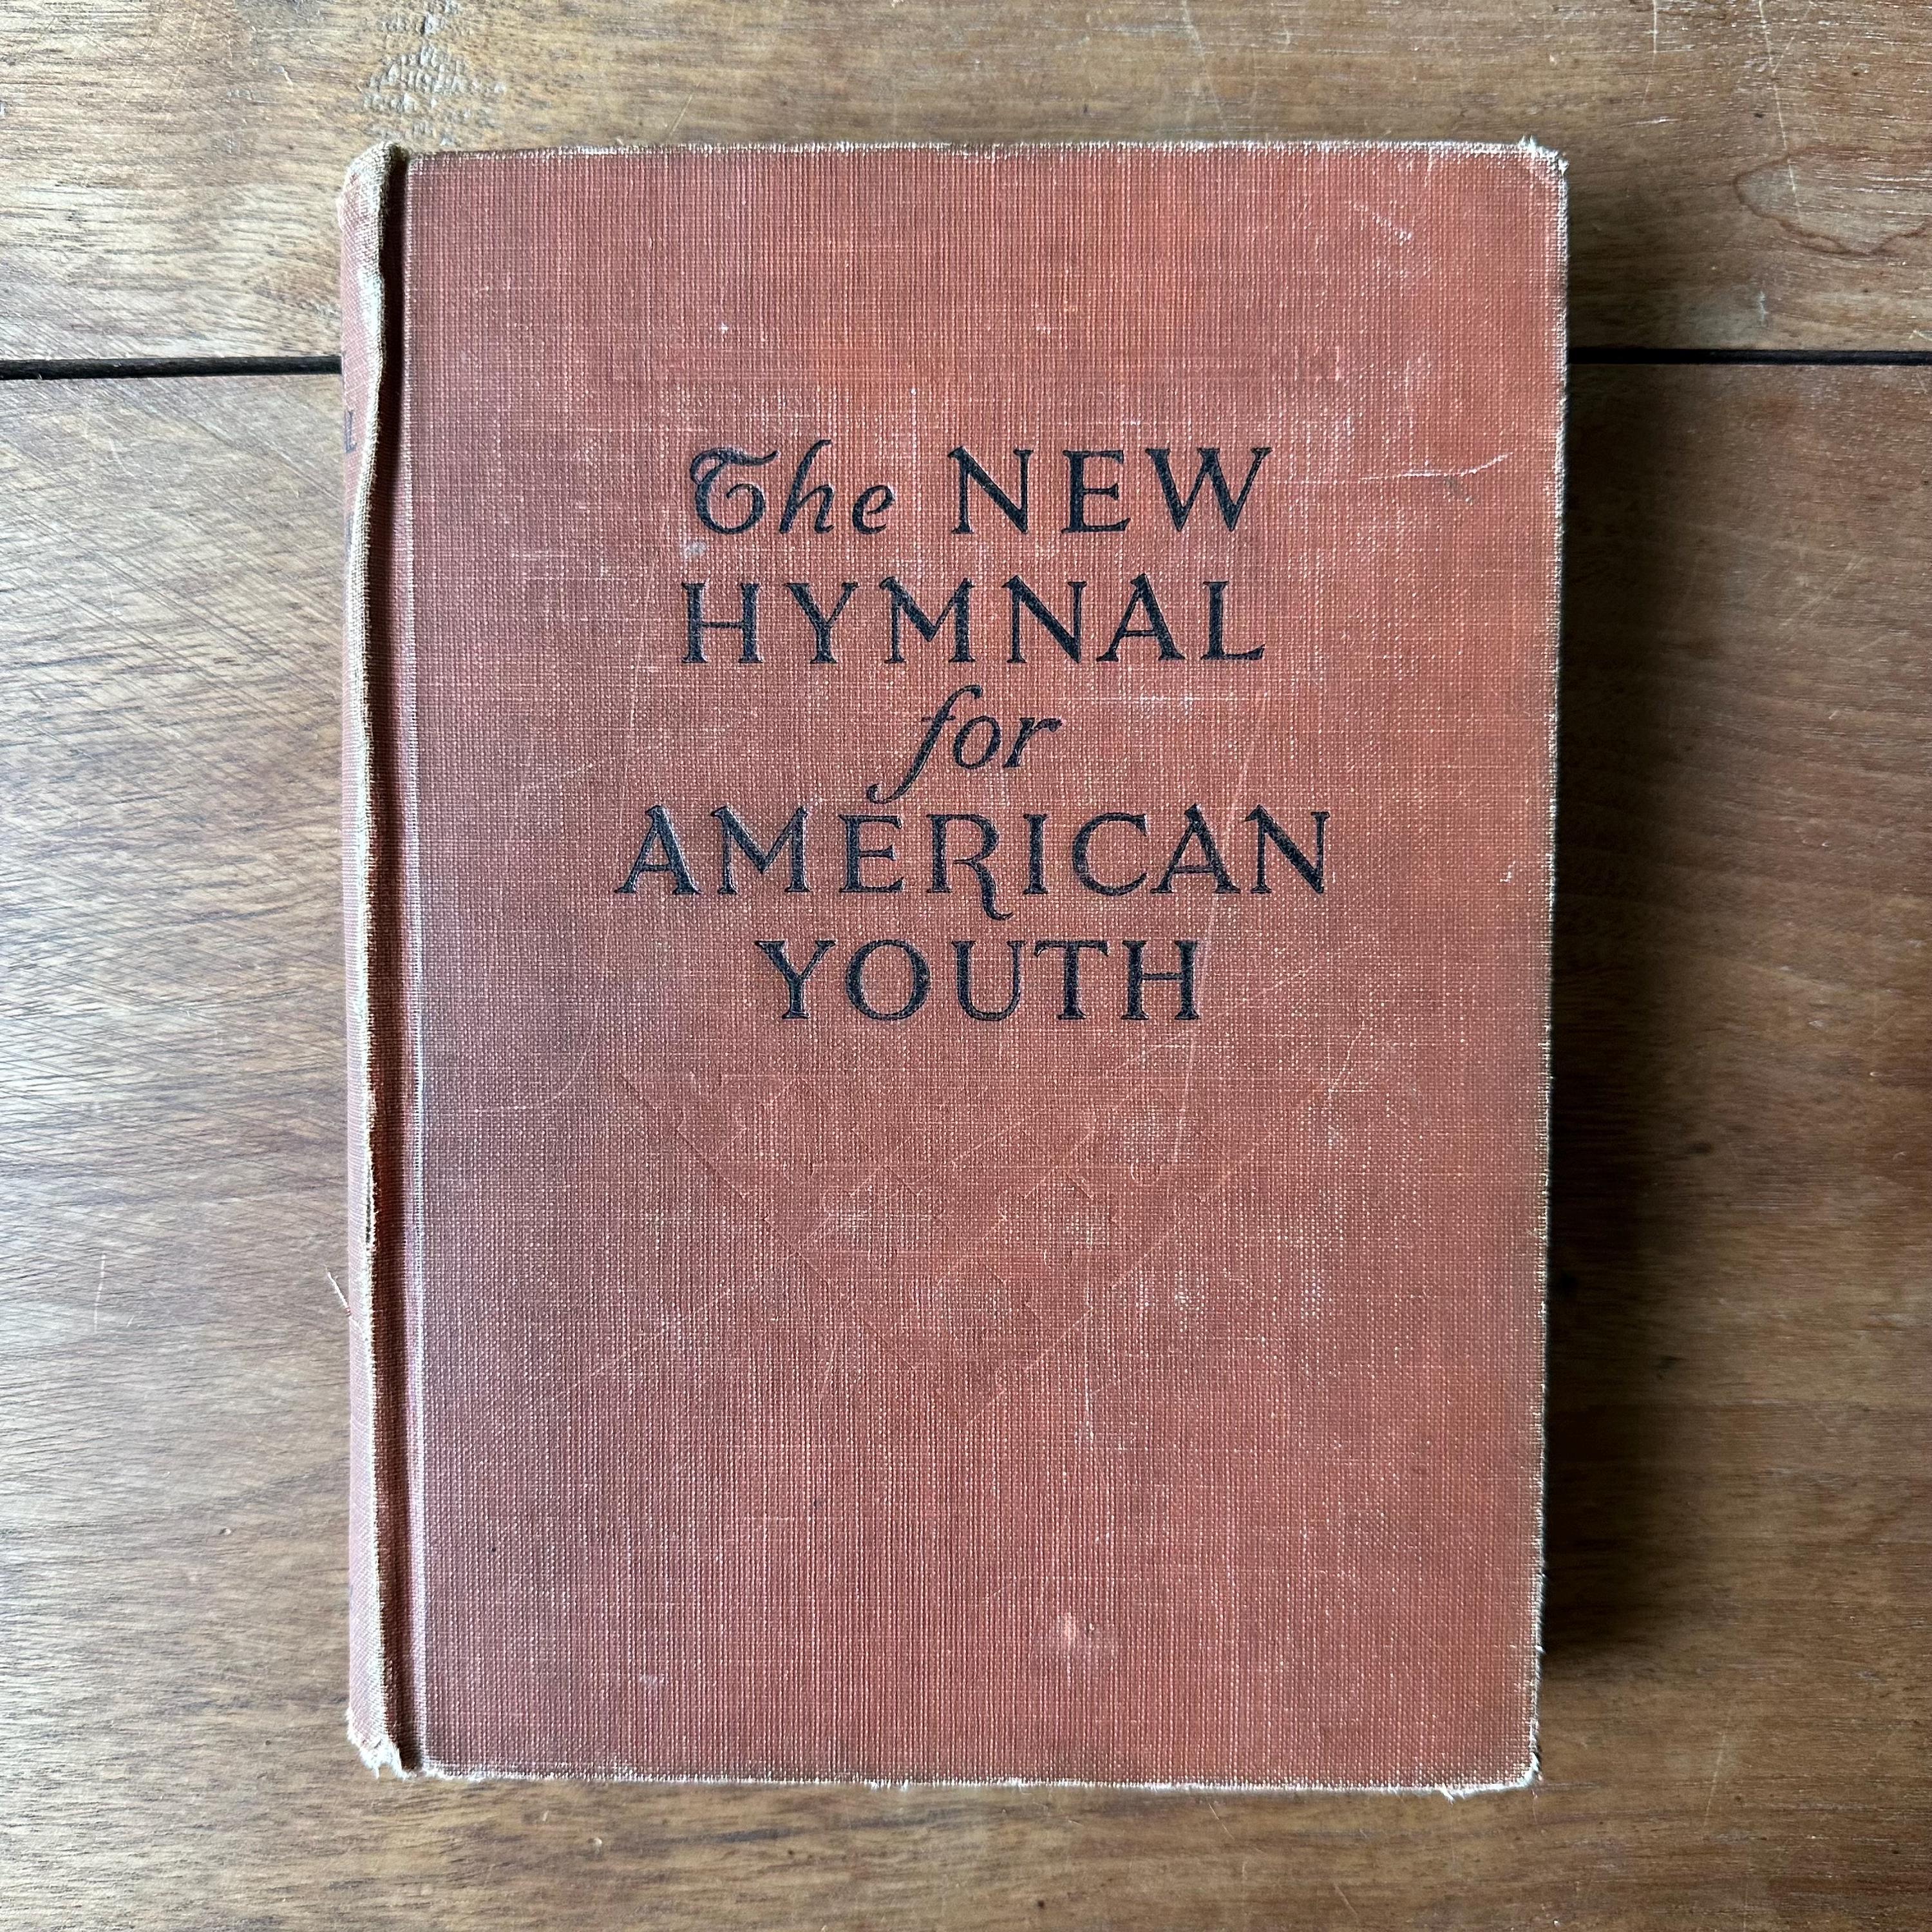 The NEW
HYMNAL
for
AMERICAN
YOUTH